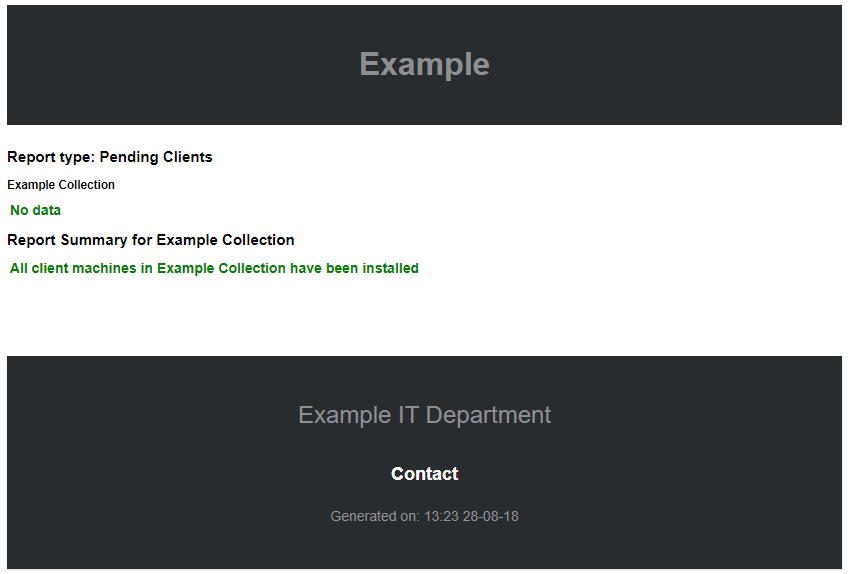 Example
Report type: Pending Clients
Example Collection
No data
Report Summary for Example Collection
All client machines in Example Collection have been installed
Example IT Department
Contact
Generated on: 13:23 28-08-18